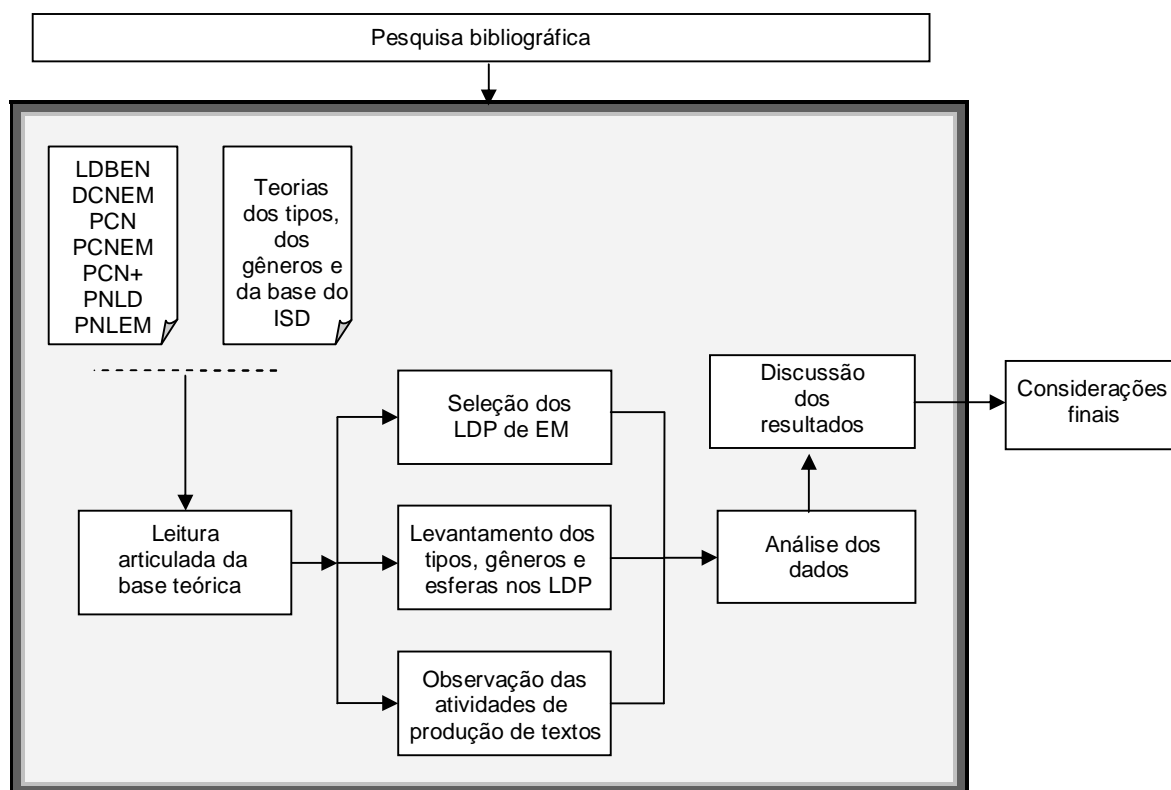 Pesquisa bibliográfica
LDBEN
DCNEM
PCN
PCNEM
PCN+
PNLD
PNLEM
Teorias
dos tipos,
dos
gêneros e
da base do
ISD
Leitura
articulada da
base teórica
Seleção dos
LDP de EM
Levantamento dos
tipos, gêneros e
esferas nos LDP
Observação das
atividades de
produção de textos
Análise dos
dados
Discussão
dos
resultados
Considerações
finais